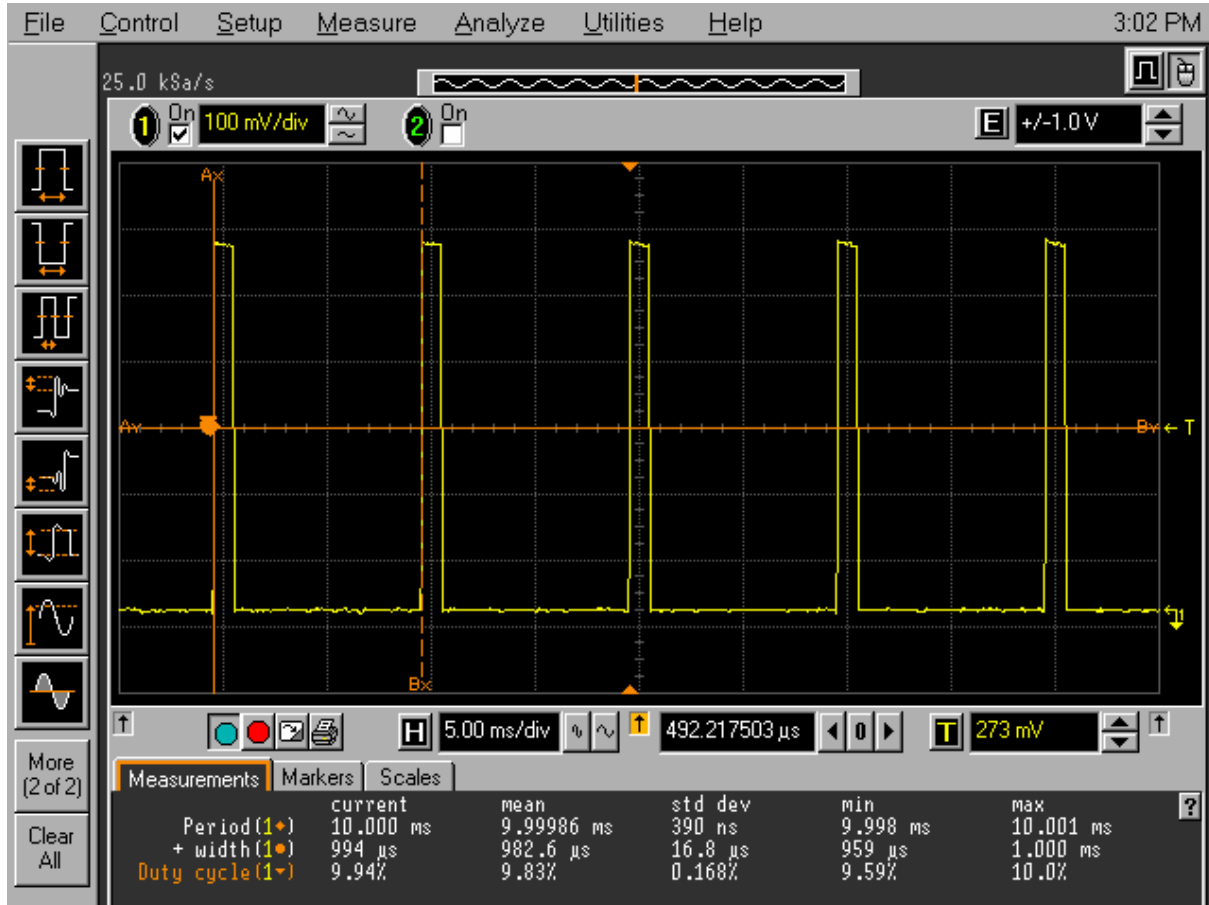 File Control Setup Measure Analyze Utilities Help 3:02 PM
25.0 kSa/s
1 On 100 mV/div 2 On E +/-1.0 V
Ax
Ay By ← T
1
Bx
H 5.00 ms/div 492.217503 µs 0 T 273 mV
More
(2 of 2)
Clear
All
Measurements Markers Scales
?
current mean std dev min max
Period(1♦) 10.000 ms 9.99986 ms 390 ns 9.998 ms 10.001 ms
+ width(1●) 994 µs 982.6 µs 16.8 µs 959 µs 1.000 ms
Duty cycle(1▾) 9.94% 9.83% 0.168% 9.59% 10.0%